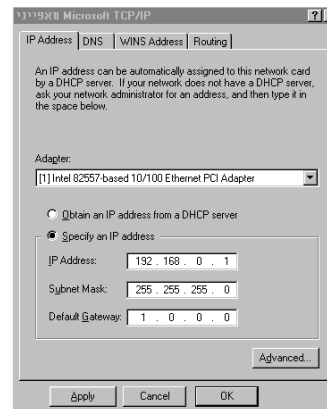 מאפייני Microsoft TCP/IP
IP Address DNS WINS Address Routing
An IP address can be automatically assigned to this network card
by a DHCP server. If your network does not have a DHCP server,
ask your network administrator for an address, and then type it in
the space below.
Adapter:
[1] Intel 82557-based 10/100 Ethernet PCI Adapter
Obtain an IP address from a DHCP server
Specify an IP address
IP Address: 192 . 168 . 0 . 1
Subnet Mask: 255 . 255 . 255 . 0
Default Gateway: 1 . 0 . 0 . 0
Advanced...
Apply Cancel OK